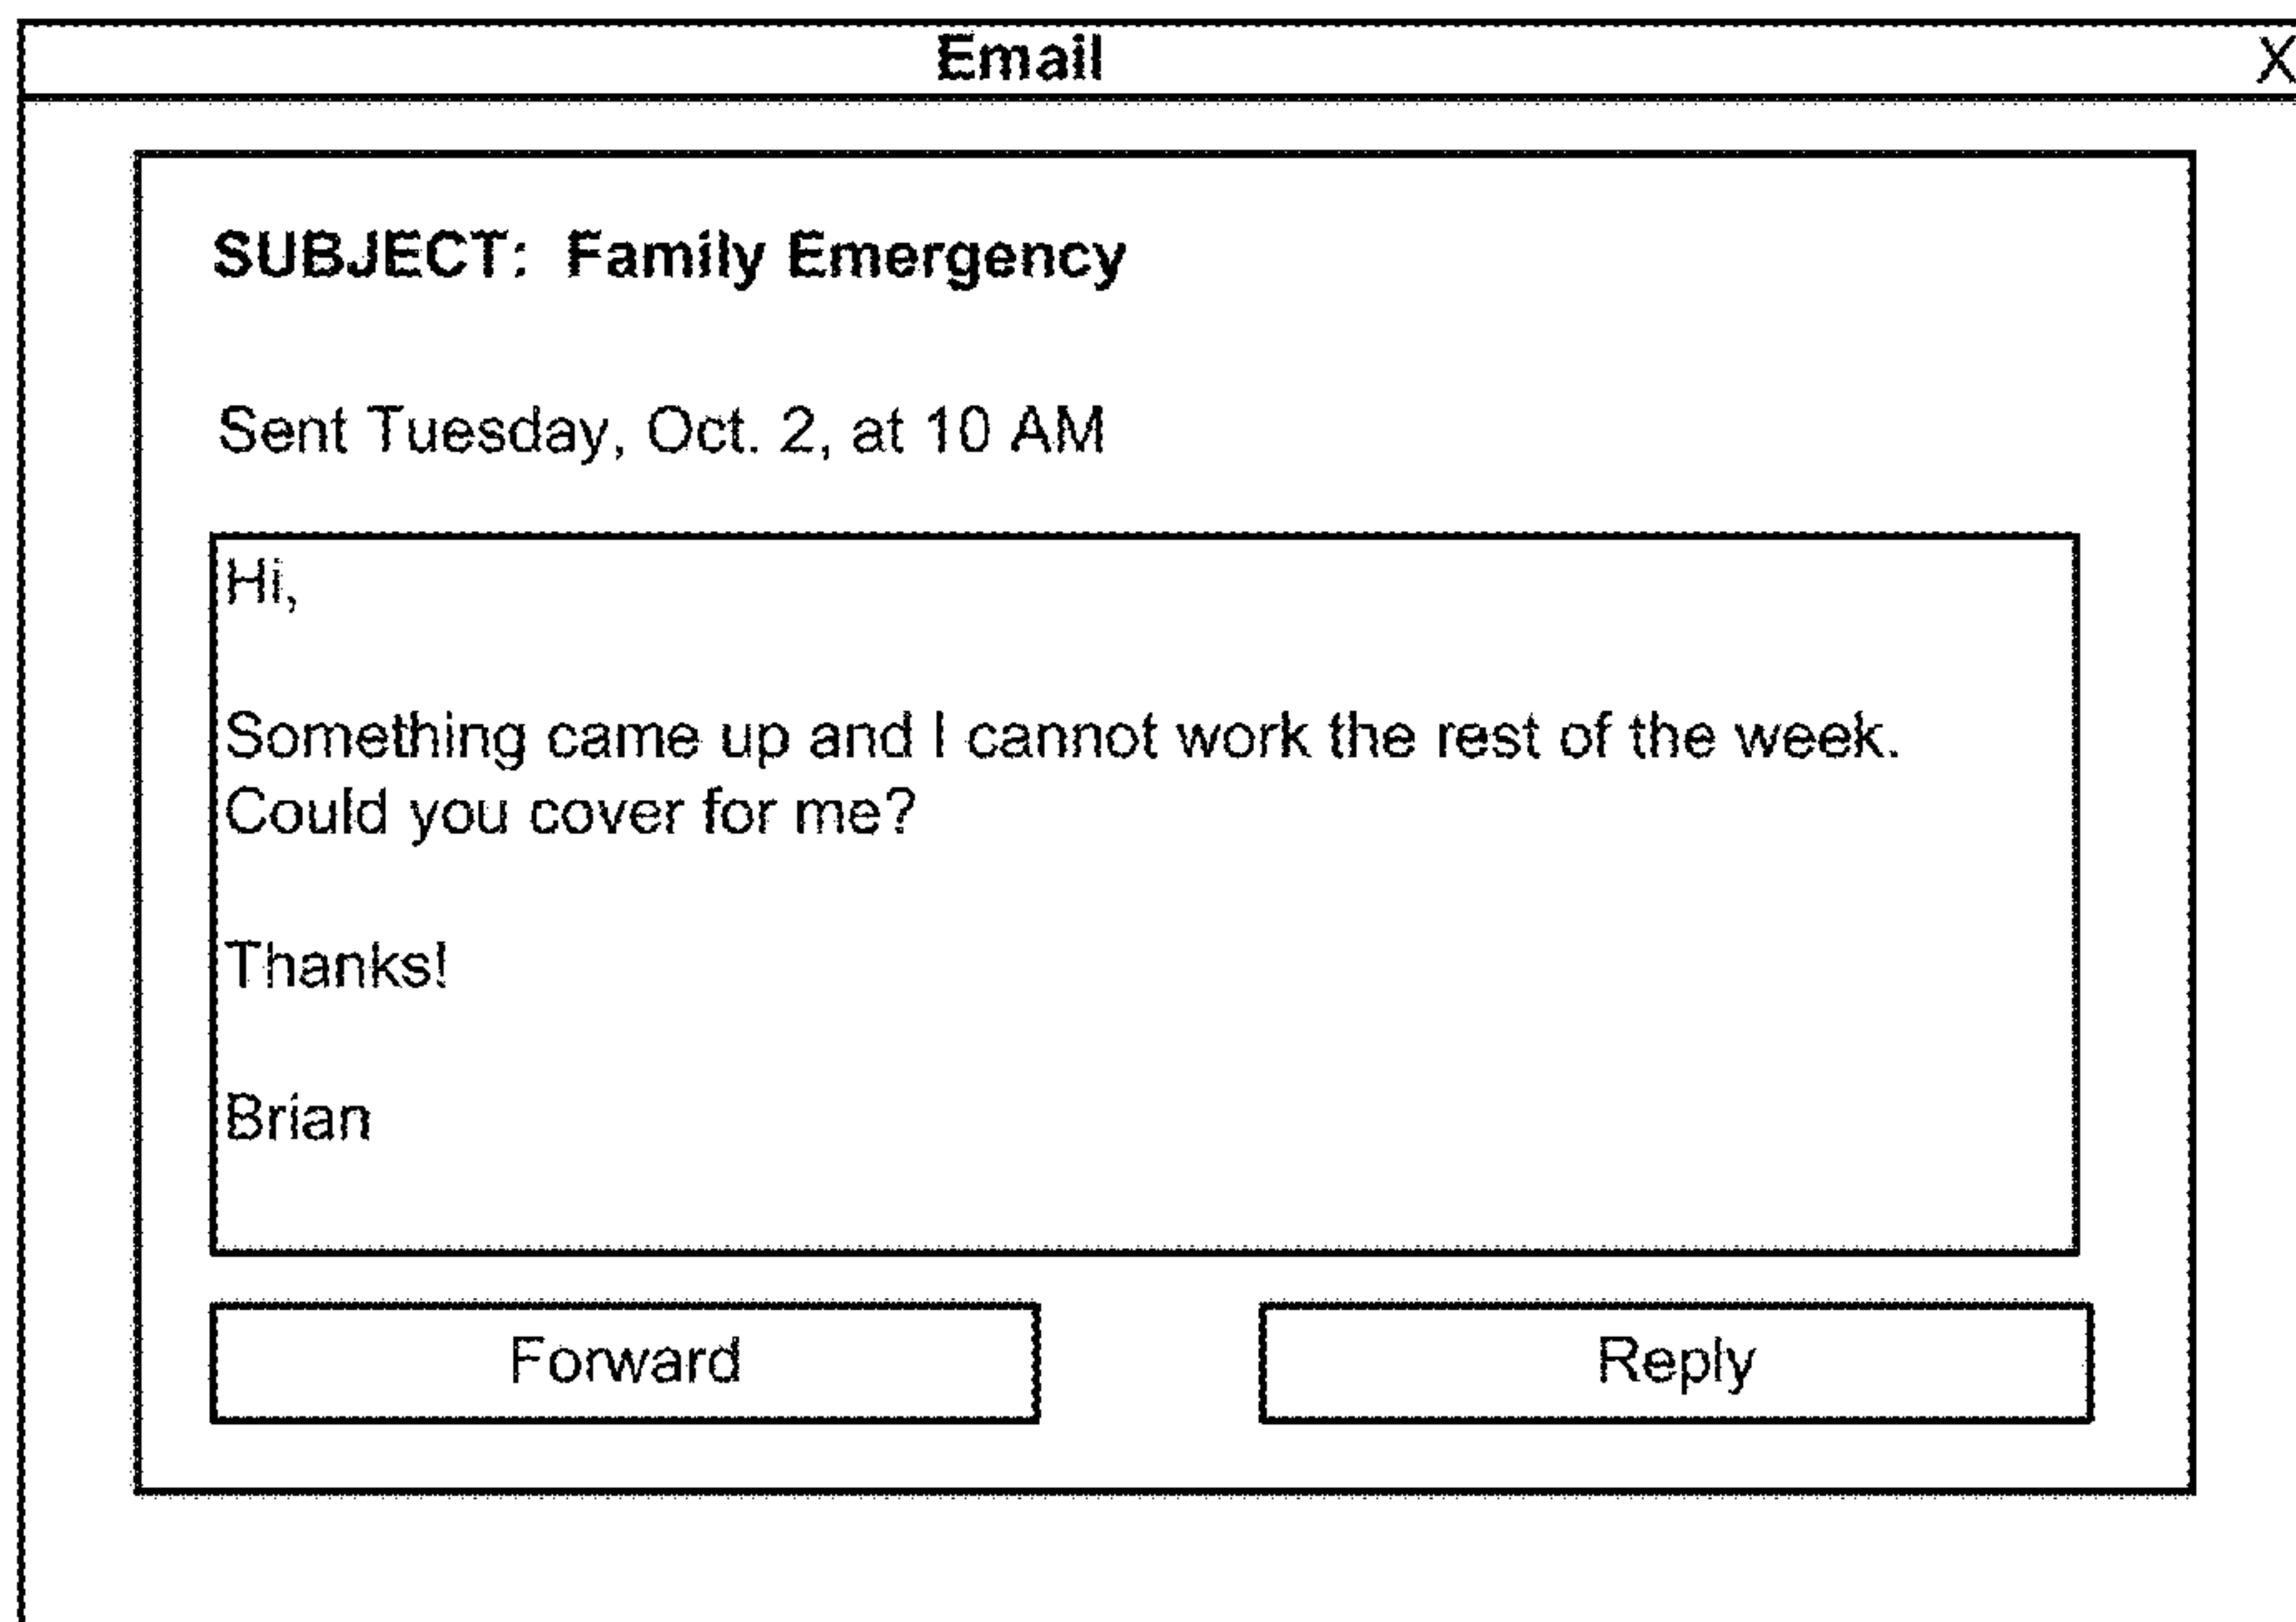 Email X
SUBJECT: Family Emergency
Sent Tuesday, Oct. 2, at 10 AM
Hi,
Something came up and I cannot work the rest of the week.
Could you cover for me?
Thanks!
Brian
Forward Reply